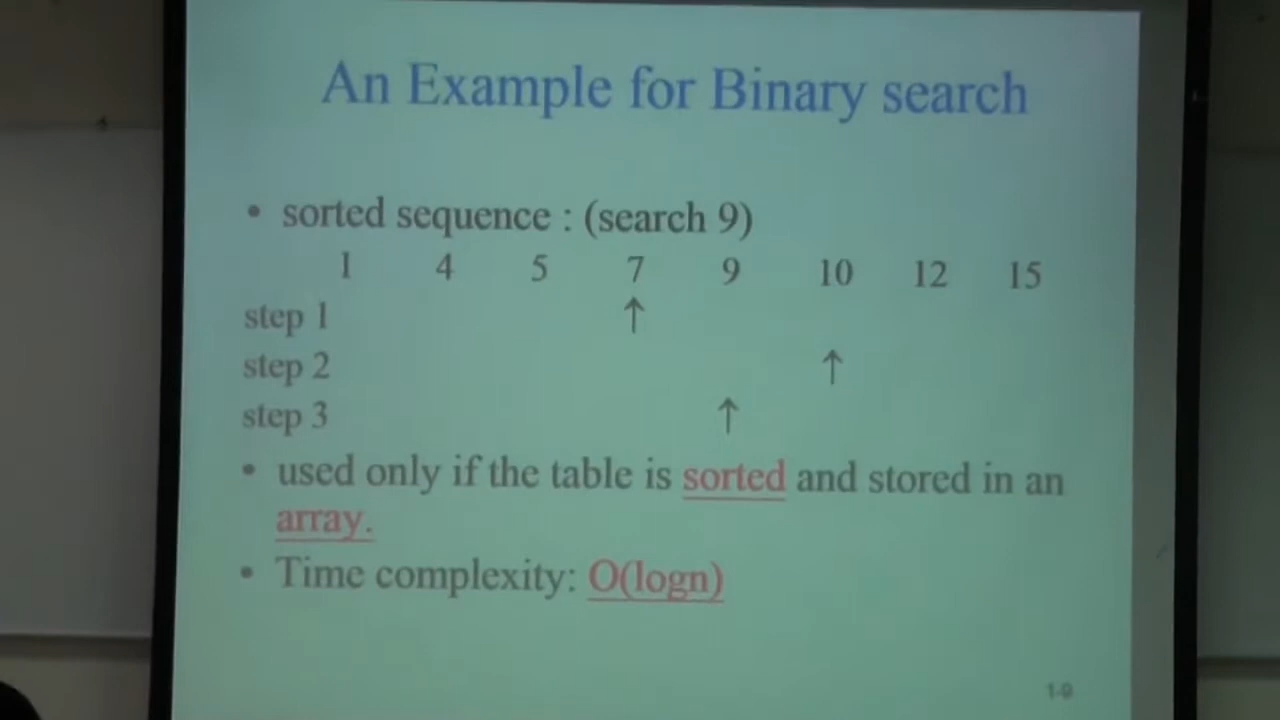 An Example for Binary search
• sorted sequence : (search 9)
1 4 5 7 9 10 12 15
step 1 ↑
step 2 ↑
step 3 ↑
• used only if the table is sorted and stored in an
array.
• Time complexity: O(logn)
1-9